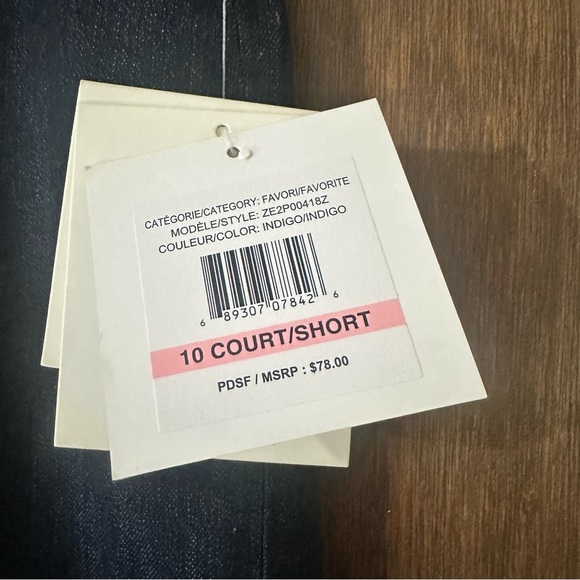 CATÉGORIE/CATEGORY: FAVORI/FAVORITE
MODÈLE/STYLE: ZE2P00418Z
COULEUR/COLOR: INDIGO/INDIGO
6 89307 07842 6
10 COURT/SHORT
PDSF / MSRP : $78.00